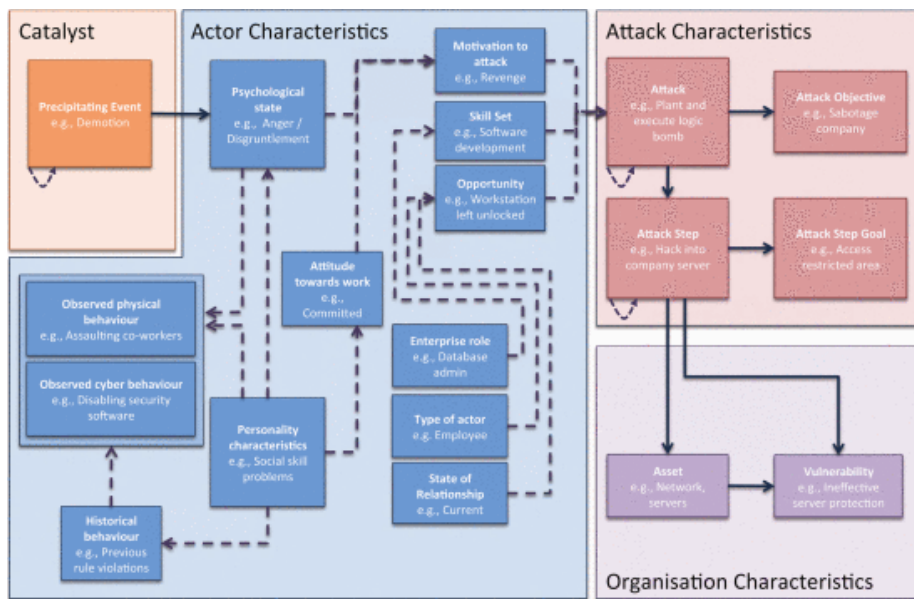 Catalyst
Precipitating Event
e.g., Demotion
Actor Characteristics
Psychological
state
e.g., Anger /
Disgruntlement
Motivation to
attack
e.g., Revenge
Skill Set
e.g., Software
development
Opportunity
e.g., Workstation
left unlocked
Attitude
towards work
e.g.,
Committed
Observed physical
behaviour
e.g., Assaulting co-workers
Observed cyber behaviour
e.g., Disabling security
software
Personality
characteristics
e.g., Social skill
problems
Historical
behaviour
e.g., Previous
rule violations
Enterprise role
e.g., Database
admin
Type of actor
e.g. Employee
State of
Relationship
e.g., Current
Attack Characteristics
Attack
e.g., Plant and
execute logic
bomb
Attack Objective
e.g., Sabotage
company
Attack Step
e.g., Hack into
company server
Attack Step Goal
e.g., Access
restricted area
Asset
e.g., Network,
servers
Vulnerability
e.g., Ineffective
server protection
Organisation Characteristics